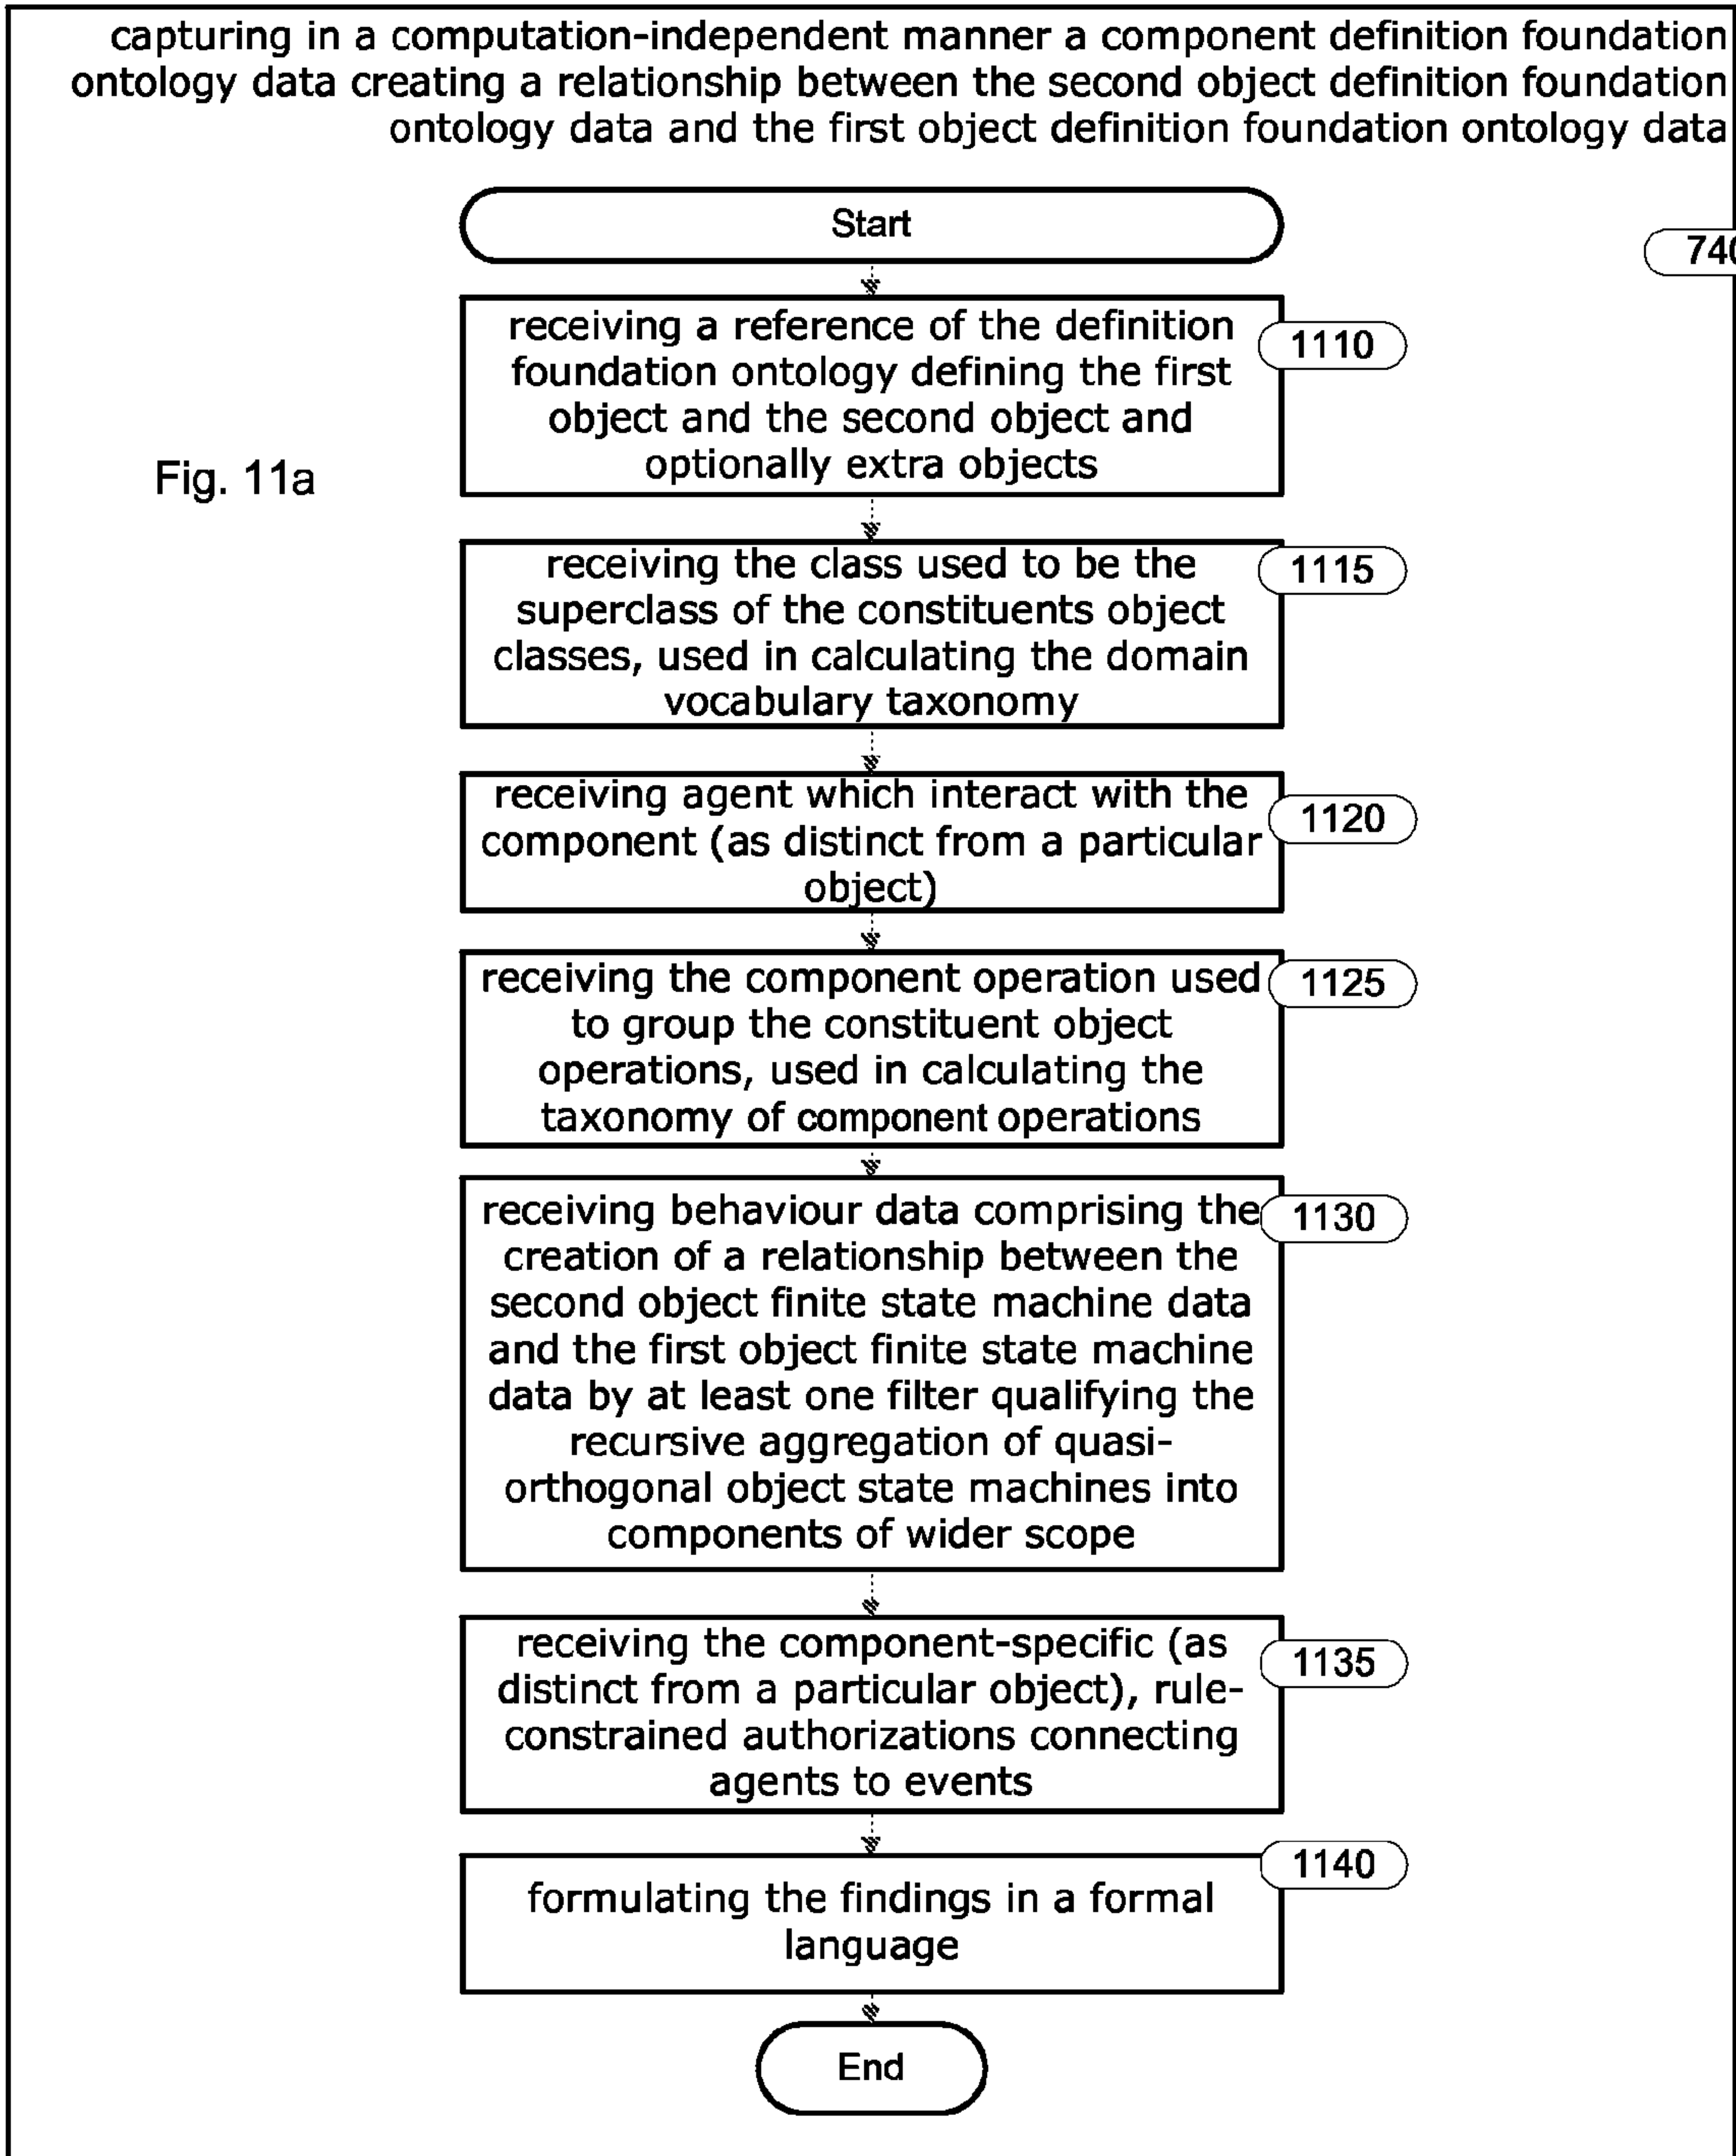 capturing in a computation-independent manner a component definition foundation
ontology data creating a relationship between the second object definition foundation
ontology data and the first object definition foundation ontology data
Start
740
receiving a reference of the definition
foundation ontology defining the first
object and the second object and
optionally extra objects
1110
Fig. 11a
receiving the class used to be the
superclass of the constituents object
classes, used in calculating the domain
vocabulary taxonomy
1115
receiving agent which interact with the
component (as distinct from a particular
object)
1120
receiving the component operation used
to group the constituent object
operations, used in calculating the
taxonomy of component operations
1125
receiving behaviour data comprising the
creation of a relationship between the
second object finite state machine data
and the first object finite state machine
data by at least one filter qualifying the
recursive aggregation of quasi-
orthogonal object state machines into
components of wider scope
1130
receiving the component-specific (as
distinct from a particular object), rule-
constrained authorizations connecting
agents to events
1135
formulating the findings in a formal
language
1140
End